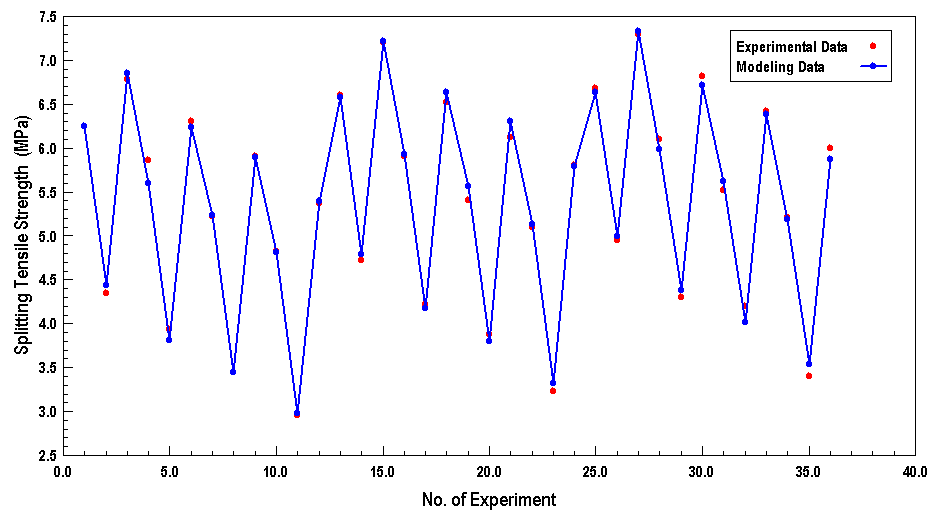 7.5
7.0
6.5
6.0
5.5
5.0
4.5
4.0
3.5
3.0
2.5
Splitting Tensile Strength (MPa)
Experimental Data
Modeling Data
0.0 5.0 10.0 15.0 20.0 25.0 30.0 35.0 40.0
No. of Experiment